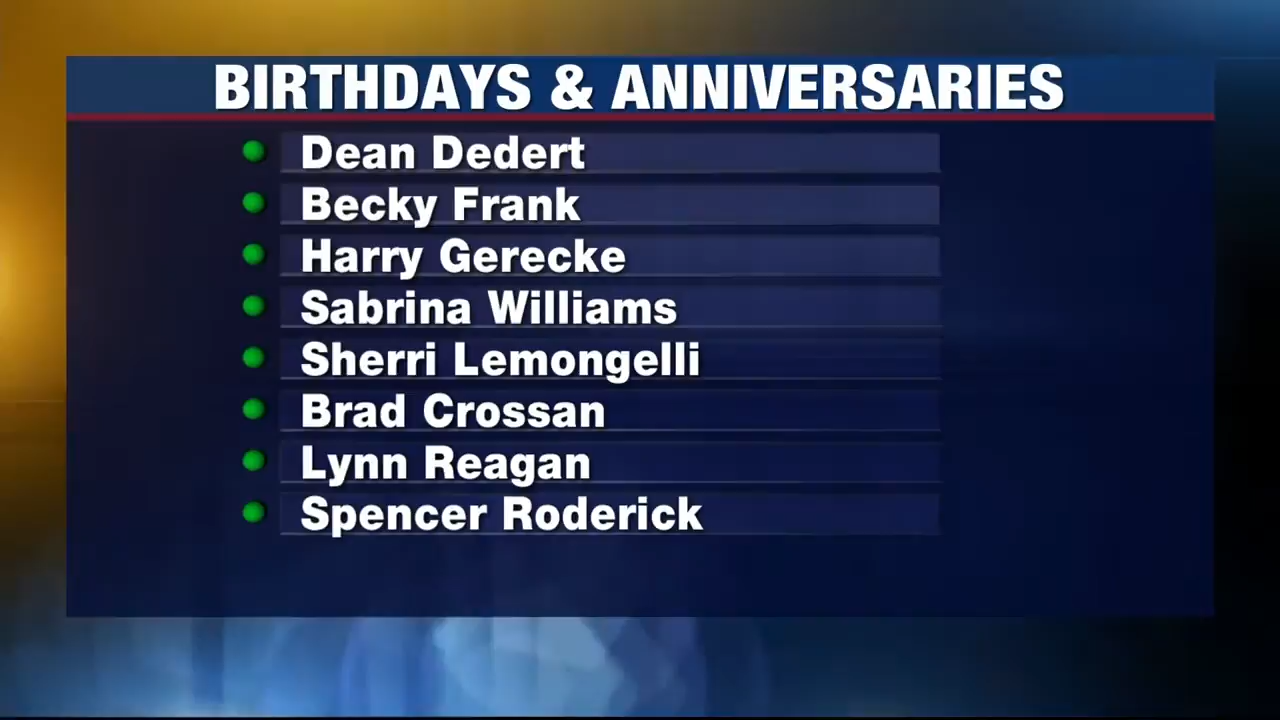 BIRTHDAYS & ANNIVERSARIES
Dean Dedert
Becky Frank
Harry Gerecke
Sabrina Williams
Sherri Lemongelli
Brad Crossan
Lynn Reagan
Spencer Roderick